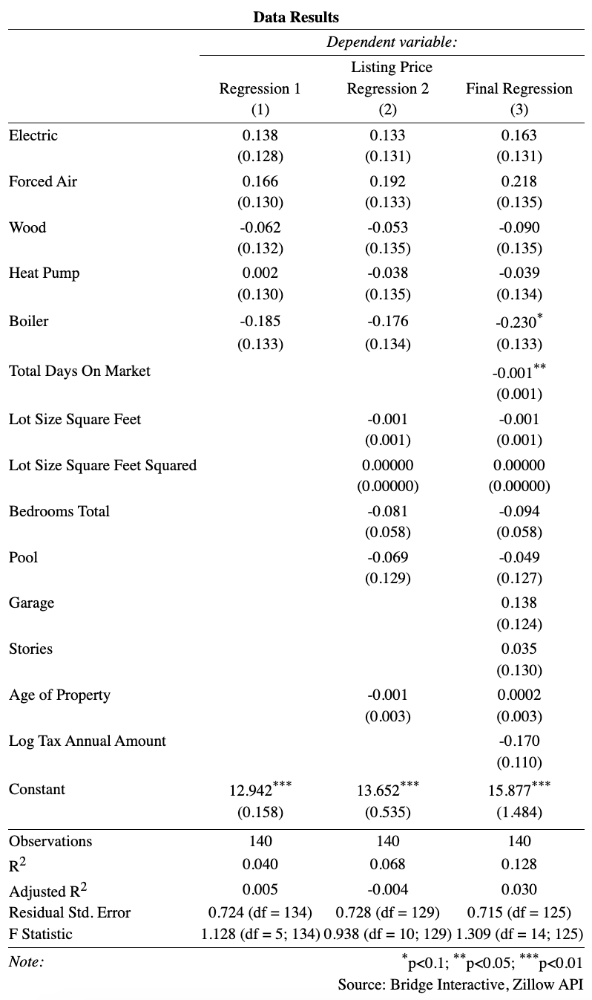 Data Results
Dependent variable:
Listing Price
Regression 1 Regression 2 Final Regression
(1) (2) (3)
Electric 0.138 0.133 0.163
(0.128) (0.131) (0.131)
Forced Air 0.166 0.192 0.218
(0.130) (0.133) (0.135)
Wood -0.062 -0.053 -0.090
(0.132) (0.135) (0.135)
Heat Pump 0.002 -0.038 -0.039
(0.130) (0.135) (0.134)
Boiler -0.185 -0.176 -0.230*
(0.133) (0.134) (0.133)
Total Days On Market -0.001**
(0.001)
Lot Size Square Feet -0.001 -0.001
(0.001) (0.001)
Lot Size Square Feet Squared 0.00000 0.00000
(0.00000) (0.00000)
Bedrooms Total -0.081 -0.094
(0.058) (0.058)
Pool -0.069 -0.049
(0.129) (0.127)
Garage 0.138
(0.124)
Stories 0.035
(0.130)
Age of Property -0.001 0.0002
(0.003) (0.003)
Log Tax Annual Amount -0.170
(0.110)
Constant 12.942*** 13.652*** 15.877***
(0.158) (0.535) (1.484)
Observations 140 140 140
R2 0.040 0.068 0.128
Adjusted R2 0.005 -0.004 0.030
Residual Std. Error 0.724 (df = 134) 0.728 (df = 129) 0.715 (df = 125)
F Statistic 1.128 (df = 5; 134) 0.938 (df = 10; 129) 1.309 (df = 14; 125)
Note: *p<0.1; **p<0.05; ***p<0.01
Source: Bridge Interactive, Zillow API